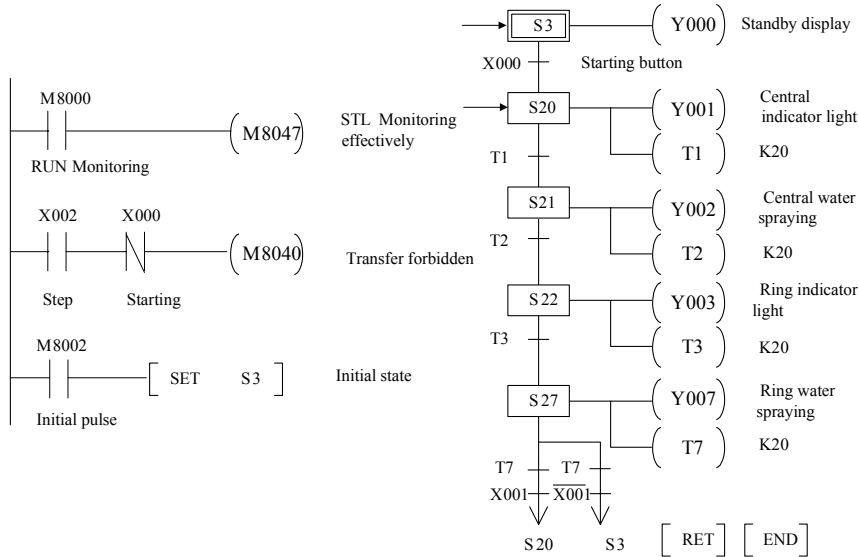 M8000
M8047
STL Monitoring
effectively
RUN Monitoring
X002
X000
M8040
Transfer forbidden
Step
Starting
M8002
SET S3
Initial state
Initial pulse
S3
Y000
Standby display
X000
Starting button
S20
Y001
Central
indicator light
T1
T1
K20
S21
Y002
Central water
spraying
T2
T2
K20
S22
Y003
Ring indicator
light
T3
T3
K20
S27
Y007
Ring water
spraying
T7
K20
T7
T7
X001
X001
S20
S3
RET
END